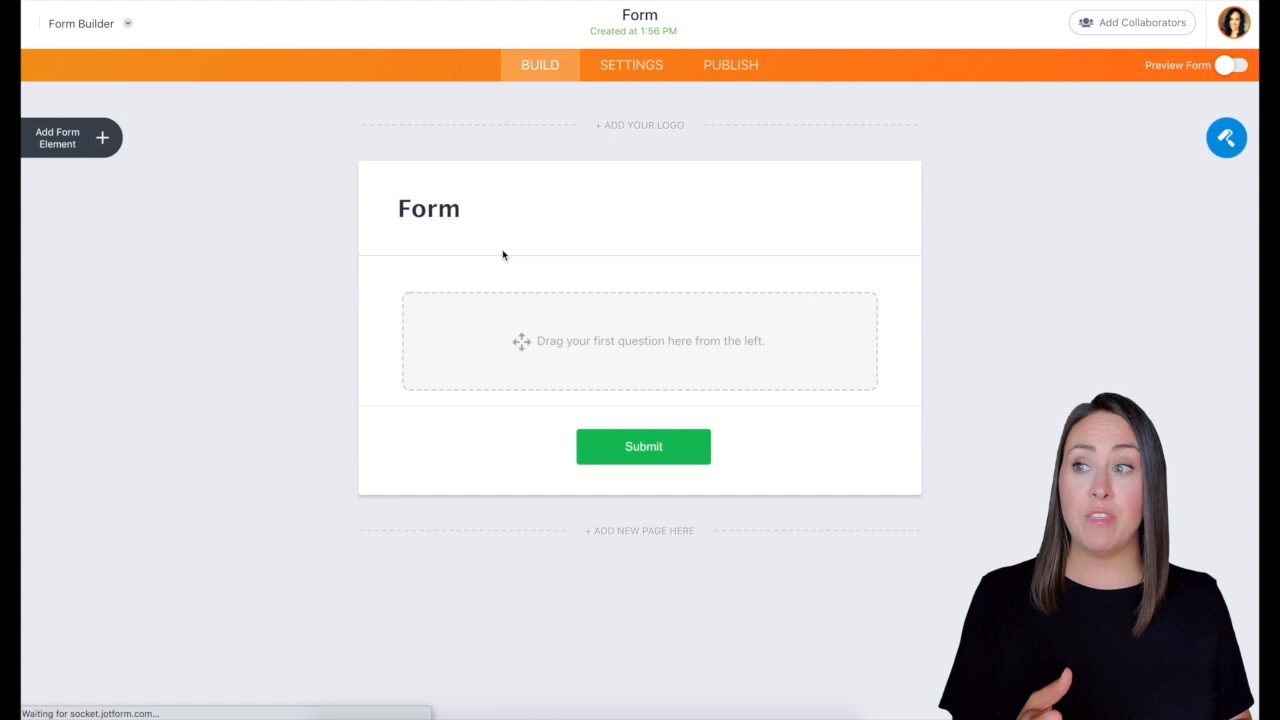 Form Builder
Form
Created at 1:56 PM
Add Collaborators
BUILD
SETTINGS
PUBLISH
Preview Form
Add Form
Element
+ ADD YOUR LOGO
Form
Drag your first question here from the left.
Submit
+ ADD NEW PAGE HERE
Waiting for socket.jotform.com...